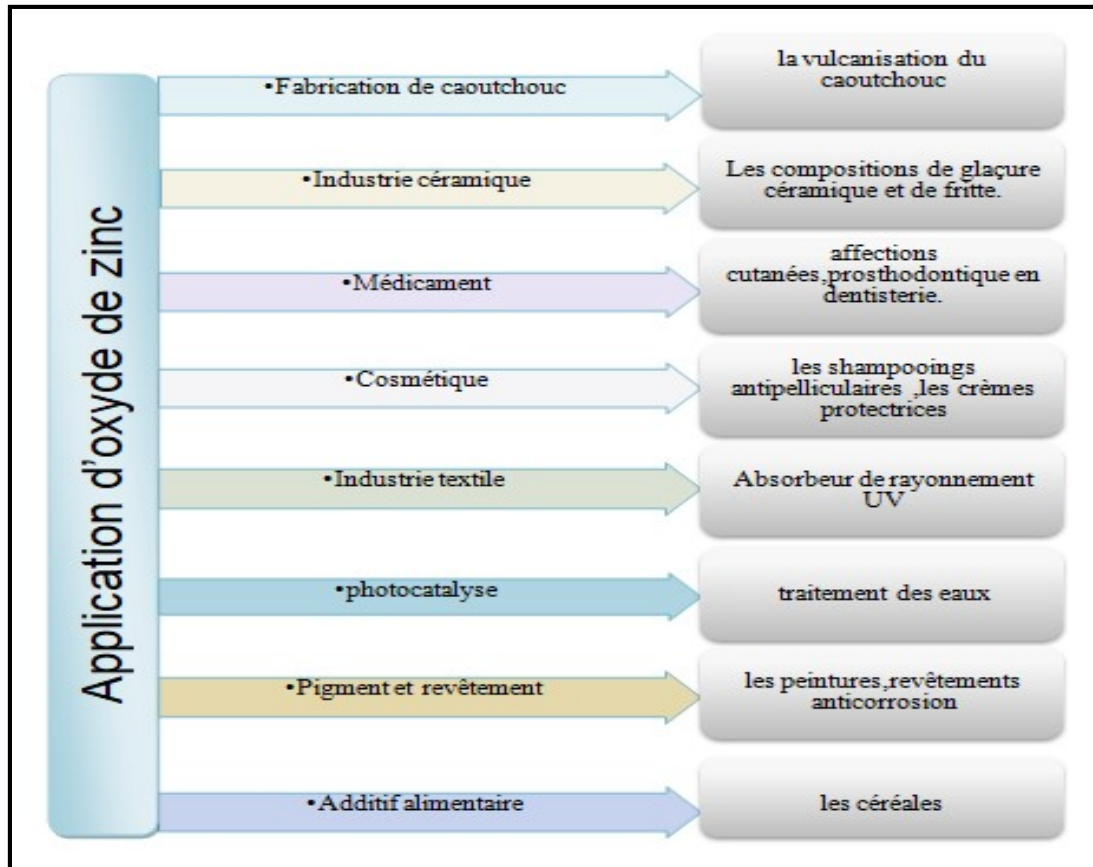 Application d'oxyde de zinc
•Fabrication de caoutchouc
la vulcanisation du
caoutchouc
•Industrie céramique
Les compositions de glaçure
céramique et de fritte.
•Médicament
affections
cutanées,prosthodontique en
dentisterie.
•Cosmétique
les shampooings
antipelliculaires ,les crèmes
protectrices
•Industrie textile
Absorbeur de rayonnement
UV
•photocatalyse
traitement des eaux
•Pigment et revêtement
les peintures,revêtements
anticorrosion
•Additif alimentaire
les céréales